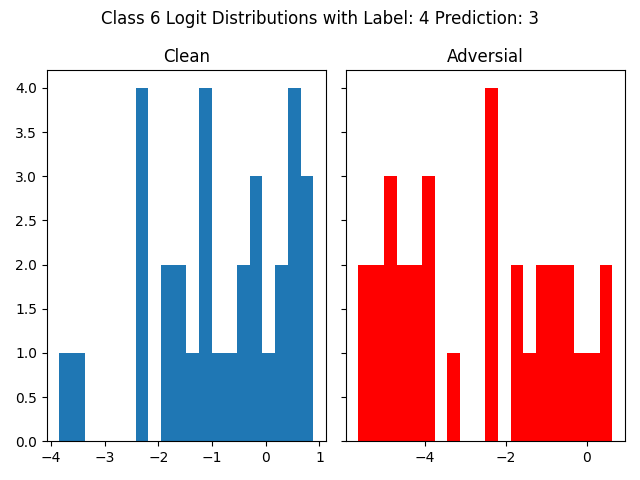 Class 6 Logit Distributions with Label: 4 Prediction: 3
Clean
Adversial
4.0
3.5
3.0
2.5
2.0
1.5
1.0
0.5
0.0
−4 −3 −2 −1 0 1
−4 −2 0